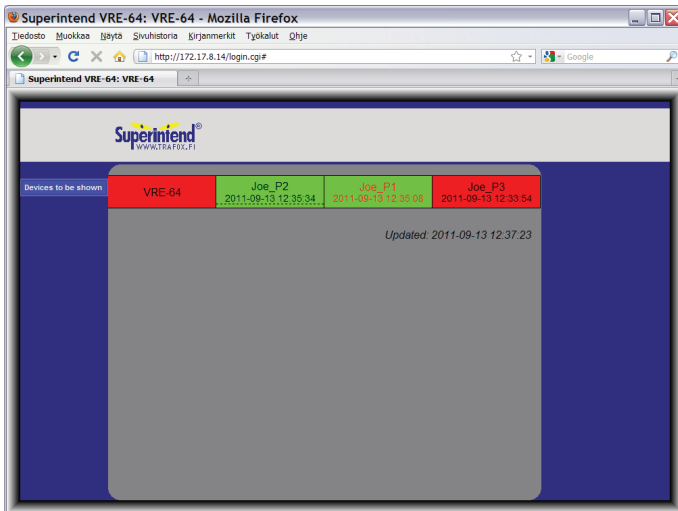 Superintend VRE-64: VRE-64 - Mozilla Firefox
Tiedosto Muokkaa Näytä Sivuhistoria Kirjanmerkit Työkalut Ohje
http://172.17.8.14/login.cgi#
Google
Superintend VRE-64: VRE-64
Superintend®
WWW.TRAFOX.FI
Devices to be shown
VRE-64
Joe_P2
2011-09-13 12:35:34
Joe_P1
2011-09-13 12:35:08
Joe_P3
2011-09-13 12:33:54
Updated: 2011-09-13 12:37:23